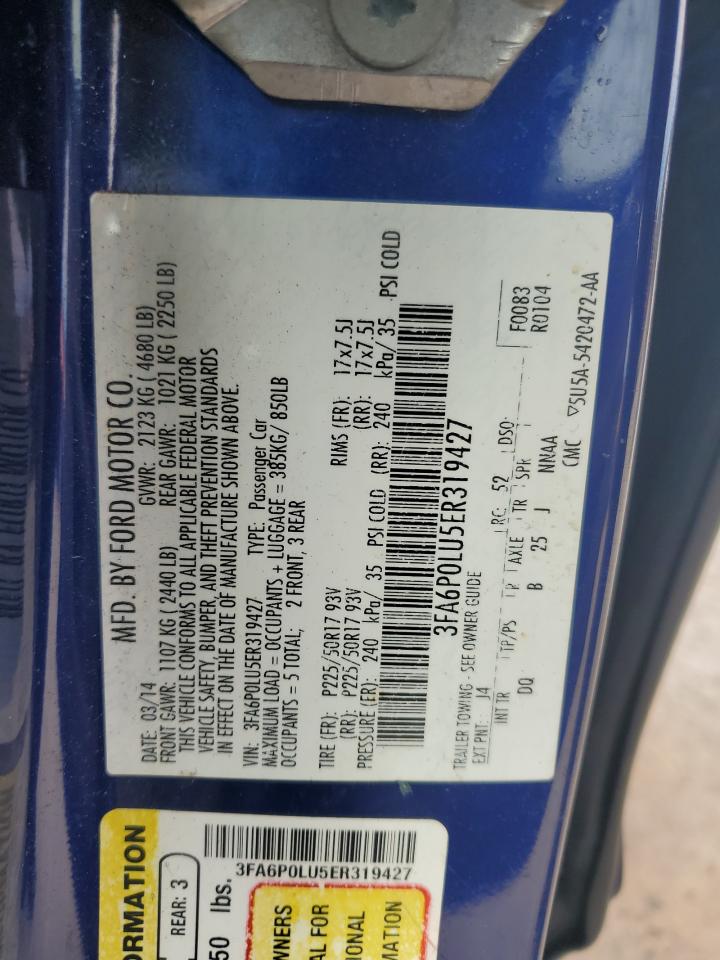 MFD. BY FORD MOTOR CO.
DATE: 03/14 GVWR: 2123 KG ( 4680 LB)
FRONT GAWR: 1107 KG ( 2440 LB) REAR GAWR: 1021 KG ( 2250 LB)
THIS VEHICLE CONFORMS TO ALL APPLICABLE FEDERAL MOTOR
VEHICLE SAFETY, BUMPER, AND THEFT PREVENTION STANDARDS
IN EFFECT ON THE DATE OF MANUFACTURE SHOWN ABOVE.
VIN: 3FA6P0LU5ER319427 TYPE: Passenger Car
MAXIMUM LOAD = OCCUPANTS + LUGGAGE = 385KG/ 850LB
OCCUPANTS = 5 TOTAL; 2 FRONT, 3 REAR
TIRE (FR): P225/50R17 93V RIMS (FR): 17x7.5J
(RR): P225/50R17 93V (RR): 17x7.5J
PRESSURE (FR): 240 kPa/ 35 PSI COLD (RR): 240 kPa/ 35 PSI COLD
3FA6P0LU5ER319427
TRAILER TOWING - SEE OWNER GUIDE
EXT PNT: J4 RC: 52 DSO: F0083
R0104
INT TR TP/PS R AXLE TR SPR
DQ B 25 J NNAA
CMC ▽5U5A-5420472-AA
ORMATION
REAR: 3
50 lbs.
3FA6P0LU5ER319427
WNERS
AL FOR
IONAL
MATION